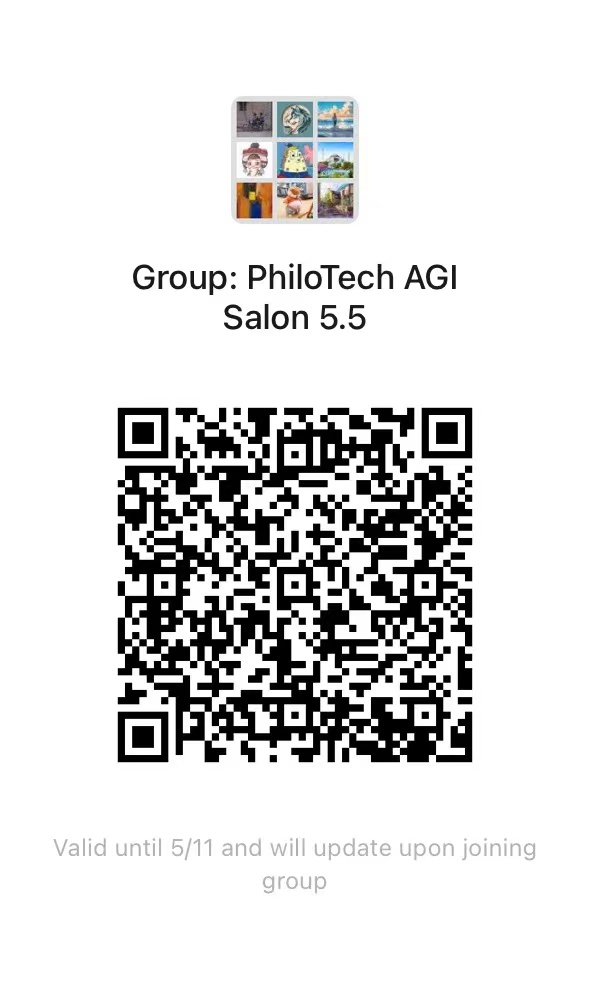 Group: PhiloTech AGI
Salon 5.5
Valid until 5/11 and will update upon joining
group